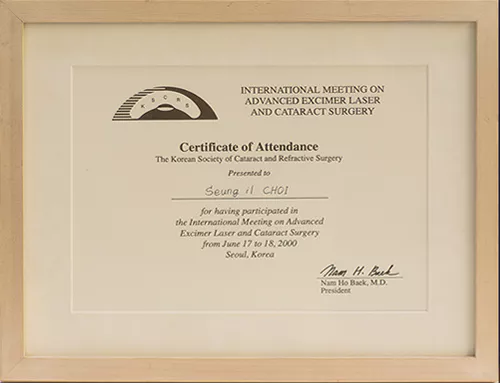 KSCRS
INTERNATIONAL MEETING ON
ADVANCED EXCIMER LASER
AND CATARACT SURGERY
Certificate of Attendance
The Korean Society of Cataract and Refractive Surgery
Presented to
Seung il CHOI
for having participated in
the International Meeting on Advanced
Excimer Laser and Cataract Surgery
from June 17 to 18, 2000
Seoul, Korea
Nam H. Baek
Nam Ho Baek, M.D.
President